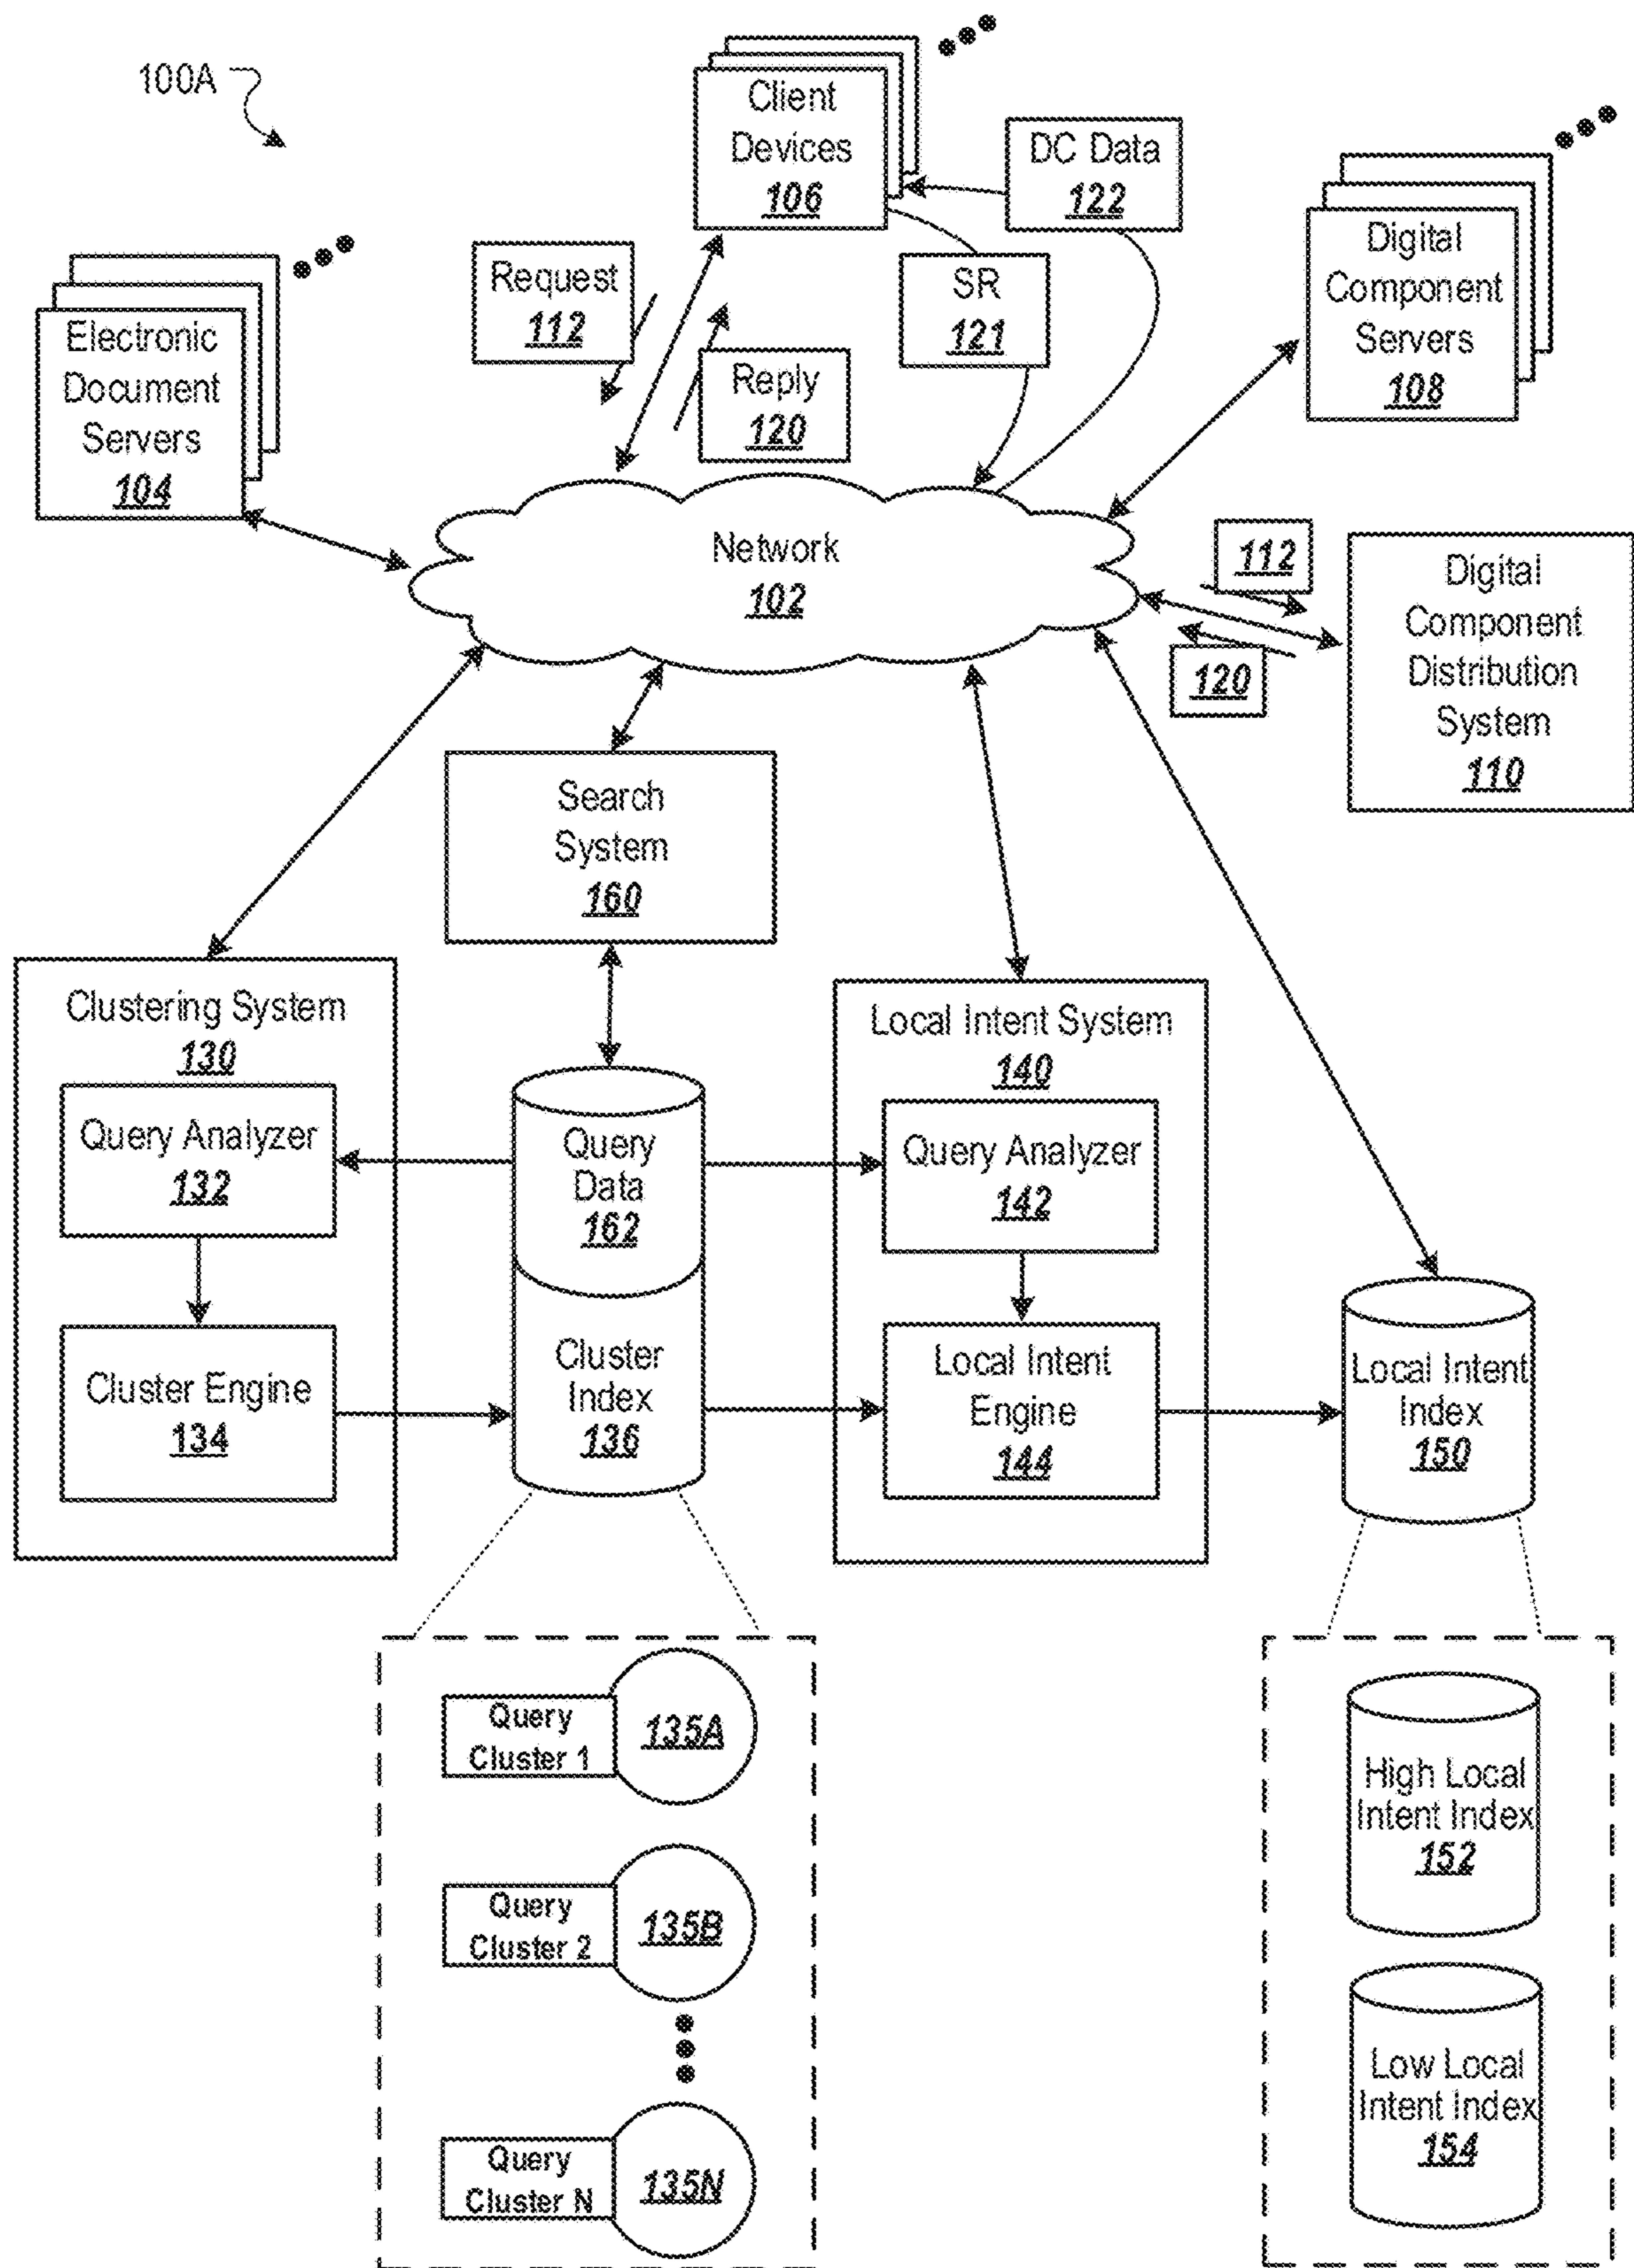 100A
Client
Devices
106
DC Data
122
Digital
Component
Servers
108
Electronic
Document
Servers
104
Request
112
SR
121
Reply
120
Network
102
112
120
Digital
Component
Distribution
System
110
Search
System
160
Clustering System
130
Query Analyzer
132
Cluster Engine
134
Query
Data
162
Cluster
Index
136
Local Intent System
140
Query Analyzer
142
Local Intent
Engine
144
Local Intent
Index
150
Query
Cluster 1
135A
Query
Cluster 2
135B
Query
Cluster N
135N
High Local
Intent Index
152
Low Local
Intent Index
154